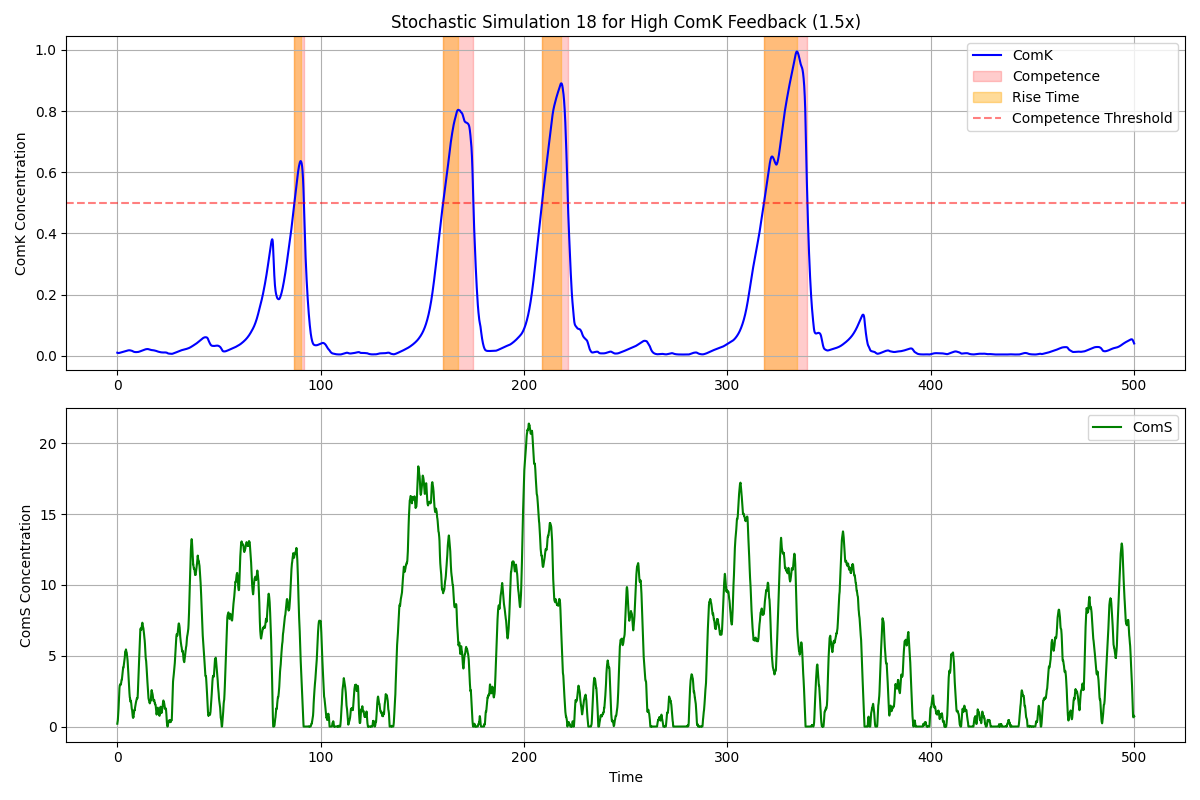 Stochastic Simulation 18 for High ComK Feedback (1.5x)
1.0
0.8
0.6
0.4
0.2
0.0
ComK Concentration
ComK
Competence
Rise Time
Competence Threshold
0 100 200 300 400 500
20
15
10
5
0
ComS Concentration
ComS
0 100 200 300 400 500
Time